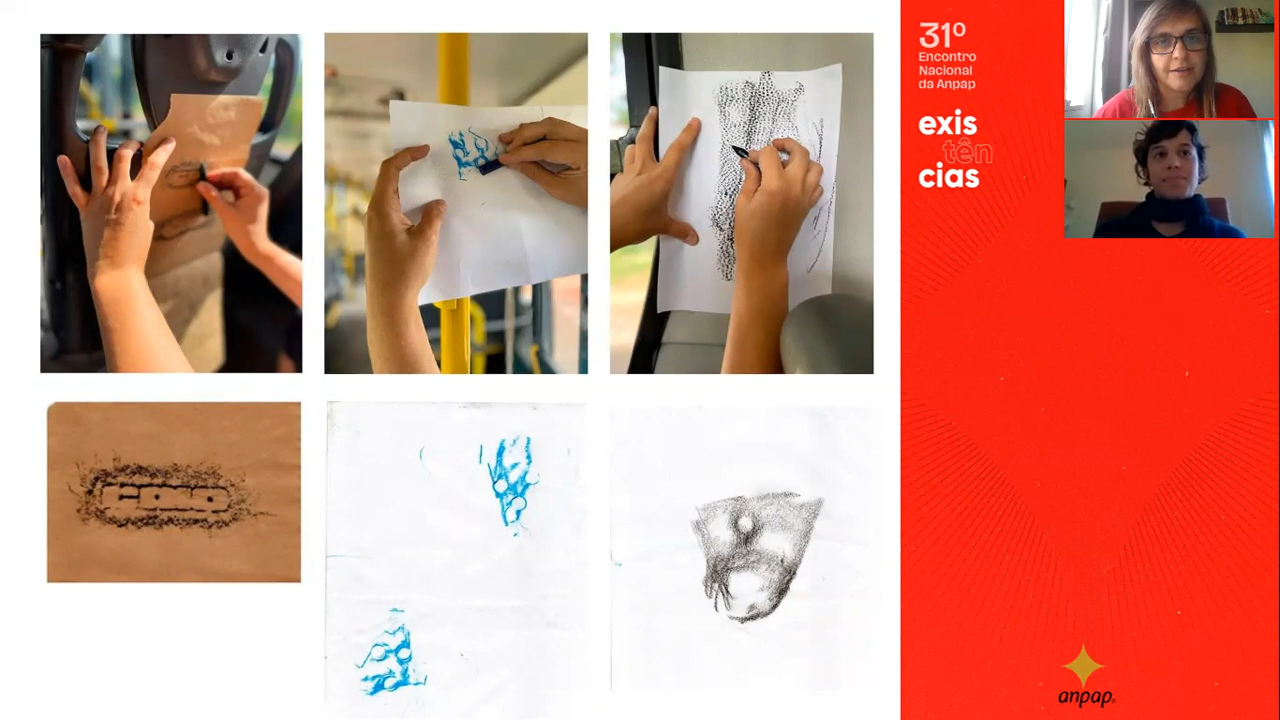 31º
Encontro
Nacional
da Anpap
exis
tên
cias
anpap